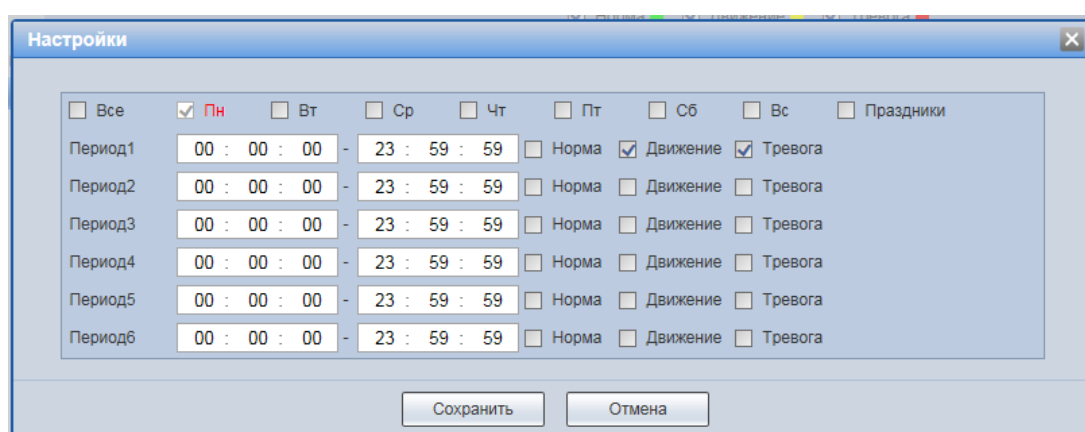 Норма Движение Тревога
Настройки
Все Пн Вт Ср Чт Пт Сб Вс Праздники
Период1 00 : 00 : 00 - 23 : 59 : 59 Норма Движение Тревога
Период2 00 : 00 : 00 - 23 : 59 : 59 Норма Движение Тревога
Период3 00 : 00 : 00 - 23 : 59 : 59 Норма Движение Тревога
Период4 00 : 00 : 00 - 23 : 59 : 59 Норма Движение Тревога
Период5 00 : 00 : 00 - 23 : 59 : 59 Норма Движение Тревога
Период6 00 : 00 : 00 - 23 : 59 : 59 Норма Движение Тревога
Сохранить Отмена